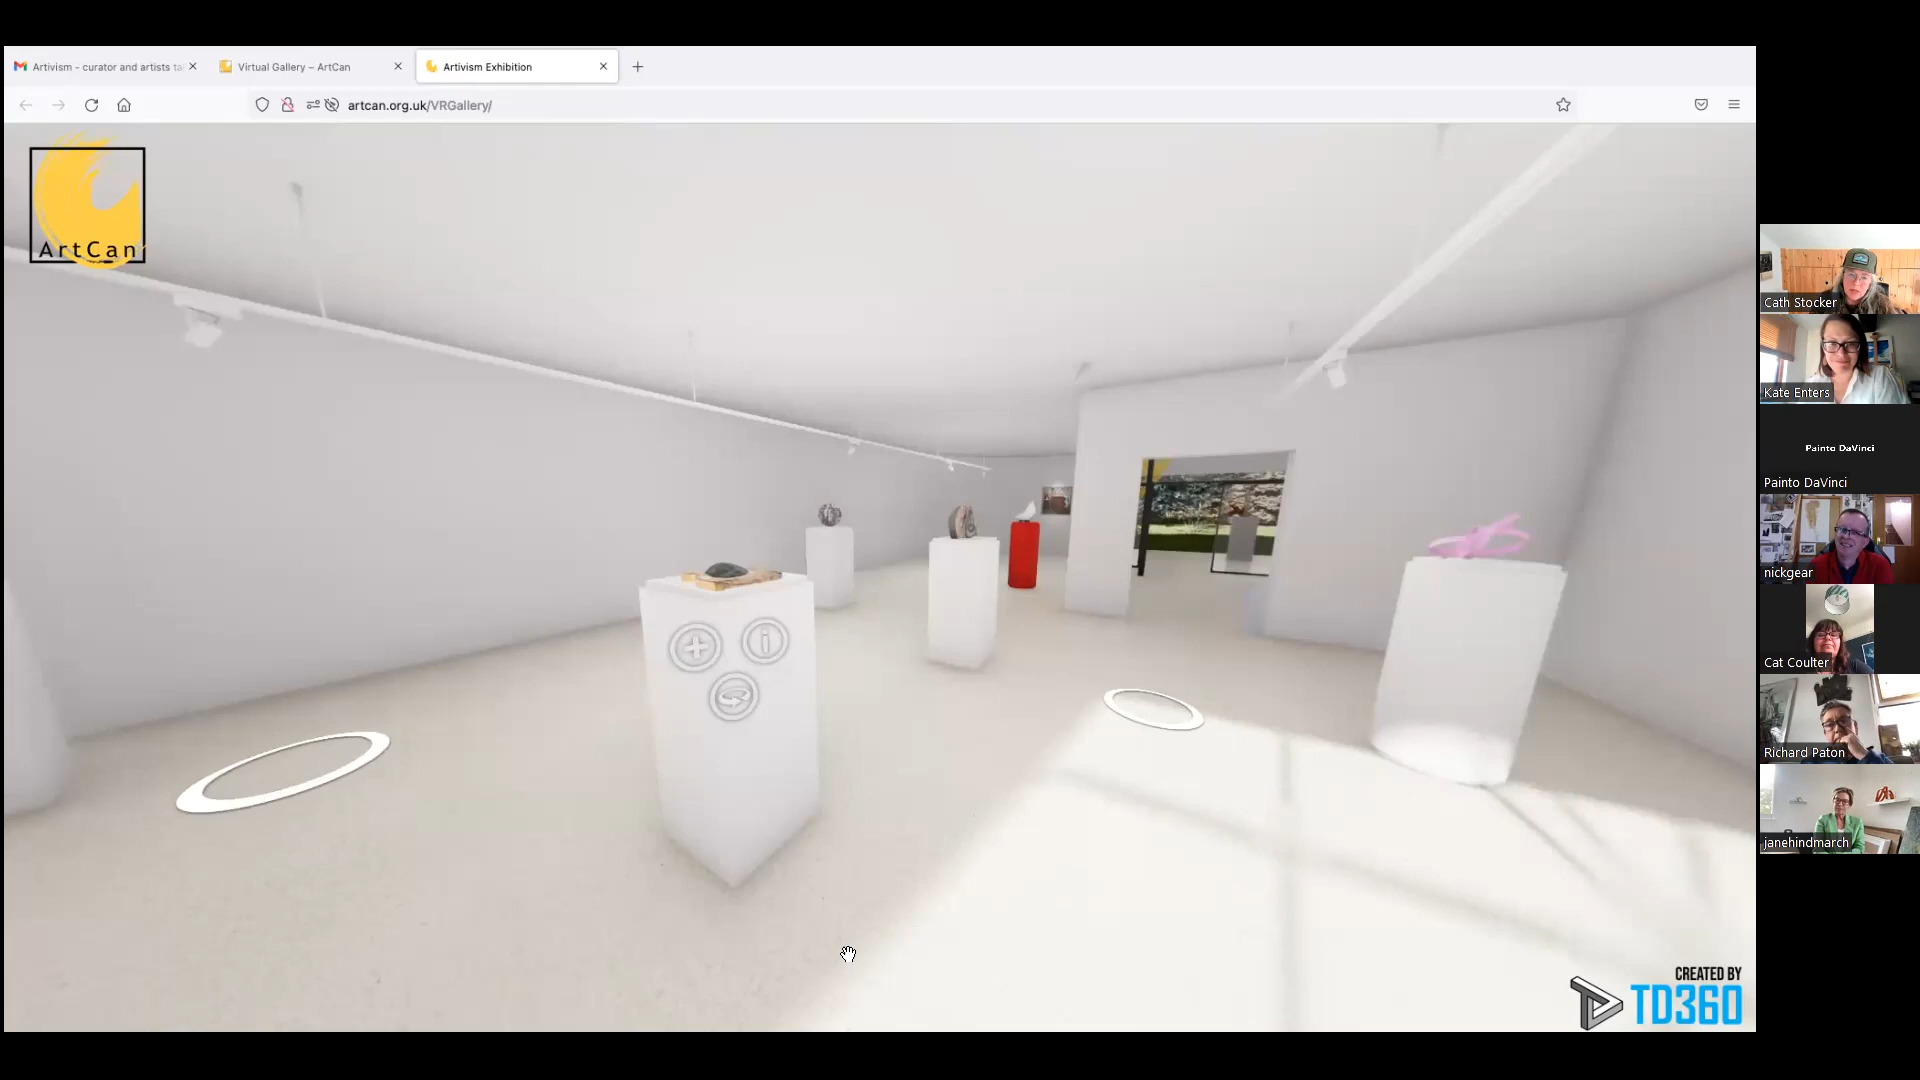 Artivism - curator and artists ta
Virtual Gallery – ArtCan
Artivism Exhibition
artcan.org.uk/VRGallery/
ArtCan
i
CREATED BY
TD360
Cath Stocker
Kate Enters
Painto DaVinci
Painto DaVinci
nickgear
Cat Coulter
Richard Paton
janehindmarch